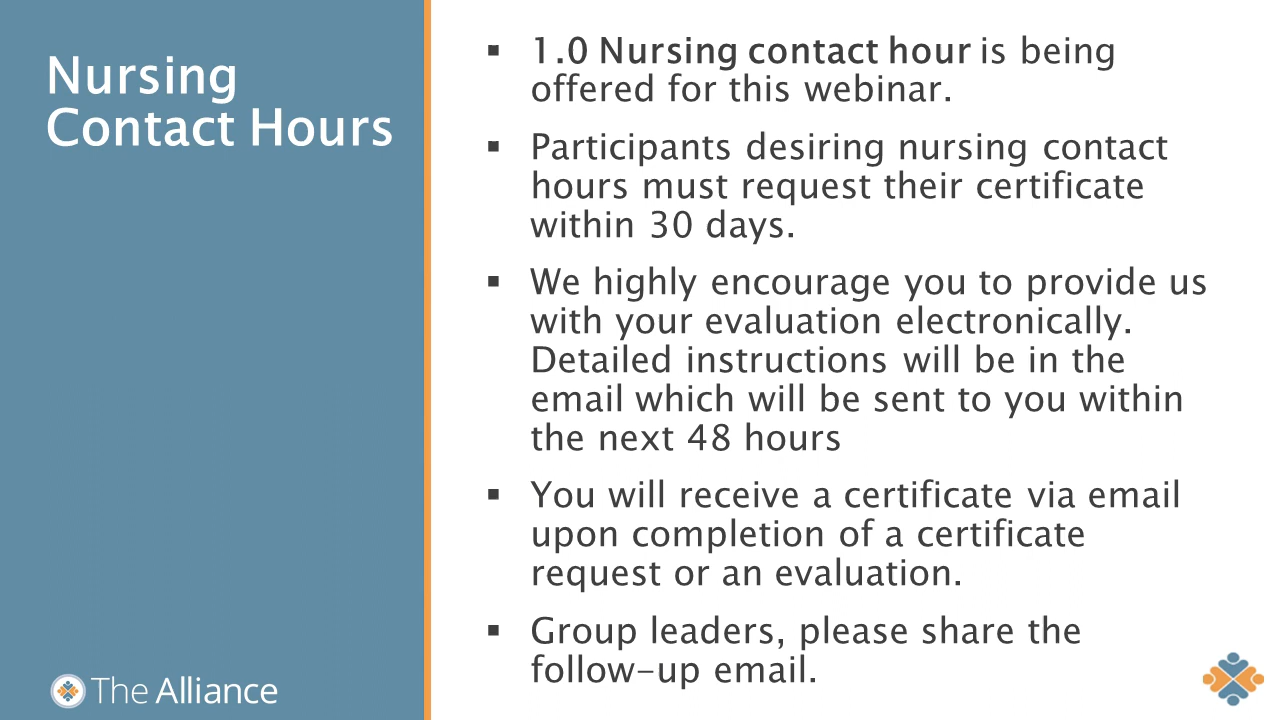 Nursing
Contact Hours
▪ 1.0 Nursing contact hour is being
offered for this webinar.
▪ Participants desiring nursing contact
hours must request their certificate
within 30 days.
▪ We highly encourage you to provide us
with your evaluation electronically.
Detailed instructions will be in the
email which will be sent to you within
the next 48 hours
▪ You will receive a certificate via email
upon completion of a certificate
request or an evaluation.
▪ Group leaders, please share the
follow-up email.
The Alliance